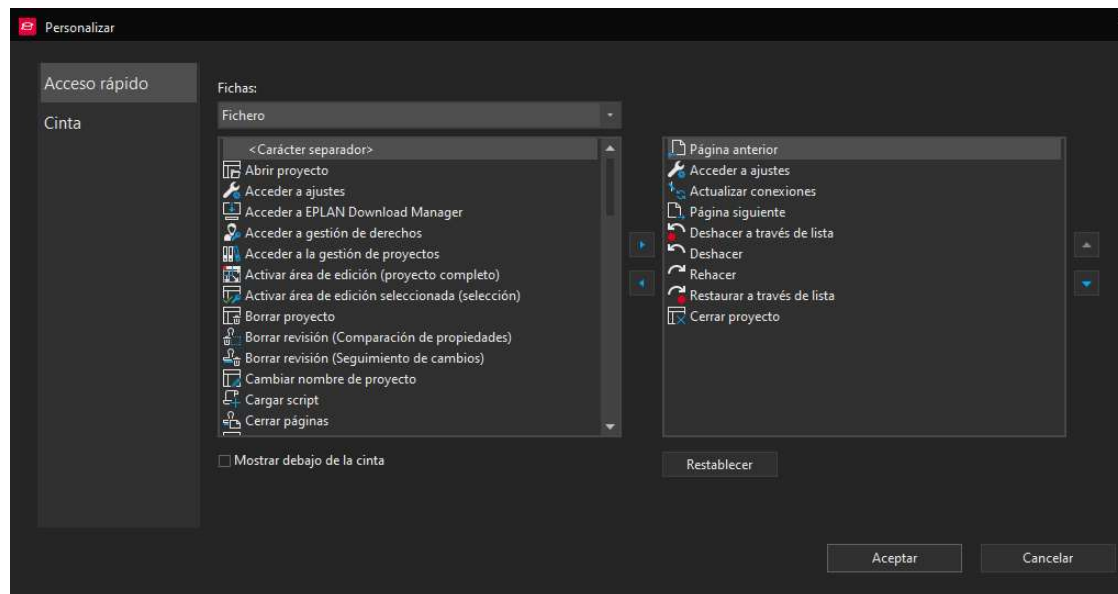 Personalizar
Acceso rápido
Cinta
Fichas:
Fichero
<Carácter separador>
Abrir proyecto
Acceder a ajustes
Acceder a EPLAN Download Manager
Acceder a gestión de derechos
Acceder a la gestión de proyectos
Activar área de edición (proyecto completo)
Activar área de edición seleccionada (selección)
Borrar proyecto
Borrar revisión (Comparación de propiedades)
Borrar revisión (Seguimiento de cambios)
Cambiar nombre de proyecto
Cargar script
Cerrar páginas
Mostrar debajo de la cinta
Página anterior
Acceder a ajustes
Actualizar conexiones
Página siguiente
Deshacer a través de lista
Deshacer
Rehacer
Restaurar a través de lista
Cerrar proyecto
Restablecer
Aceptar
Cancelar